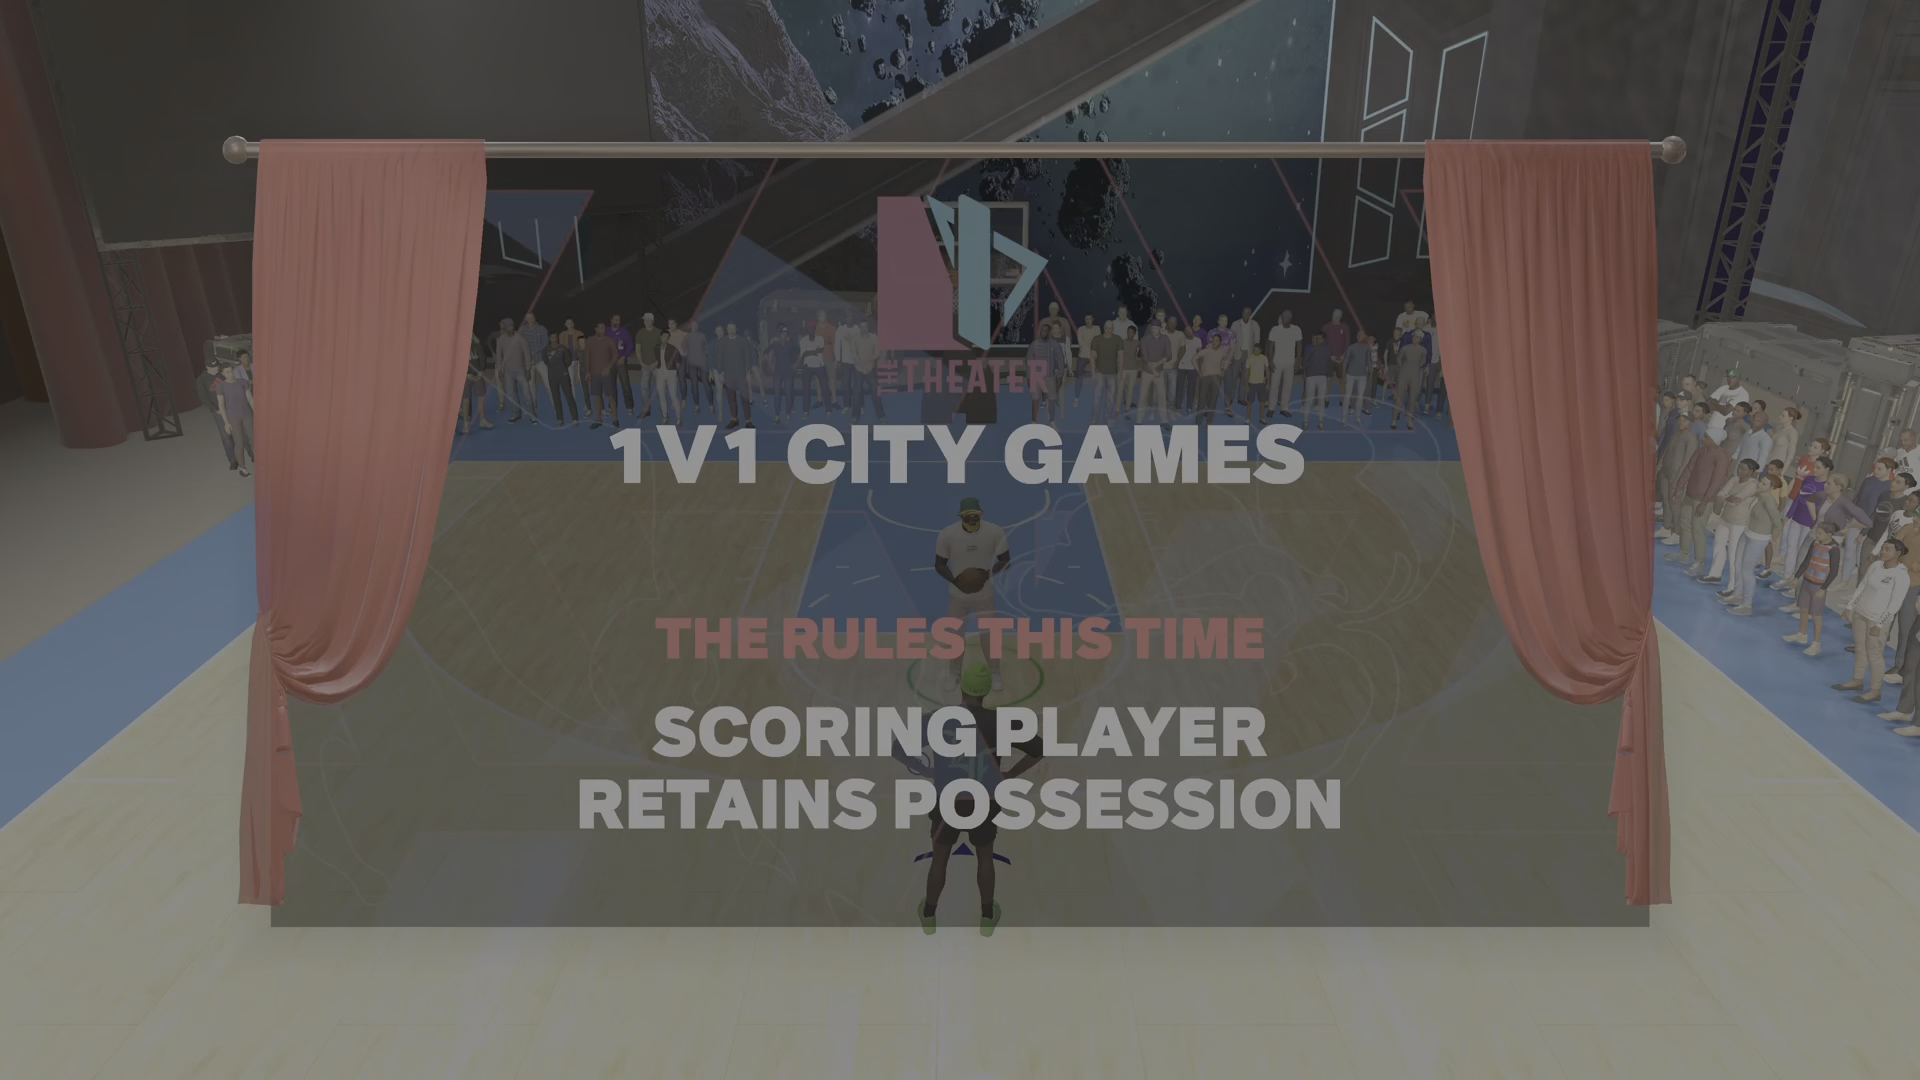 THE THEATER
1V1 CITY GAMES
THE RULES THIS TIME
SCORING PLAYER
RETAINS POSSESSION